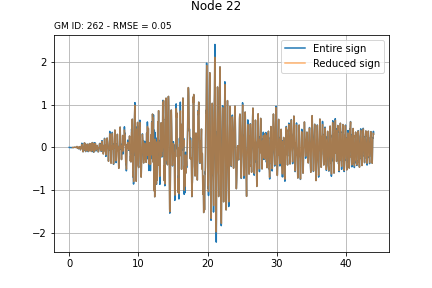 Node 22
GM ID: 262 - RMSE = 0.05
Entire sign
Reduced sign
2
1
0
−1
−2
0 10 20 30 40